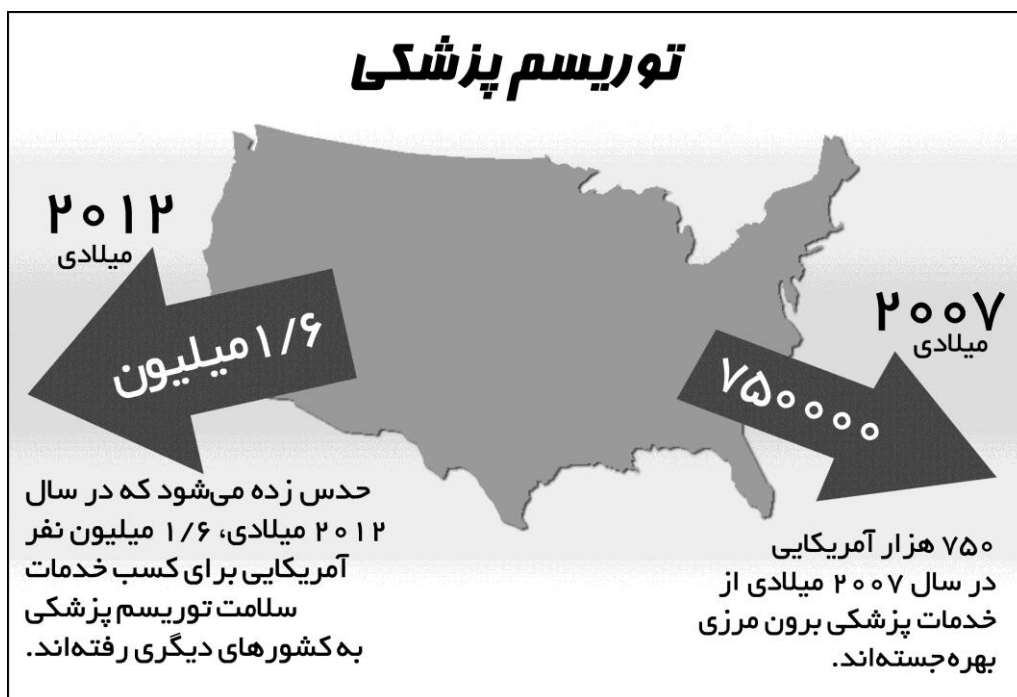 توریسم پزشکی
۲۰۰۷
میلادی
۷۵۰۰۰۰
۷۵۰ هزار آمریکایی
در سال ۲۰۰۷ میلادی از
خدمات پزشکی برون مرزی
بهره‌جسته‌اند.
۲۰۱۲
میلادی
۱/۶ میلیون
حدس زده می‌شود که در سال
۲۰۱۲ میلادی، ۱/۶ میلیون نفر
آمریکایی برای کسب خدمات
سلامت توریسم پزشکی
به کشورهای دیگری رفته‌اند.